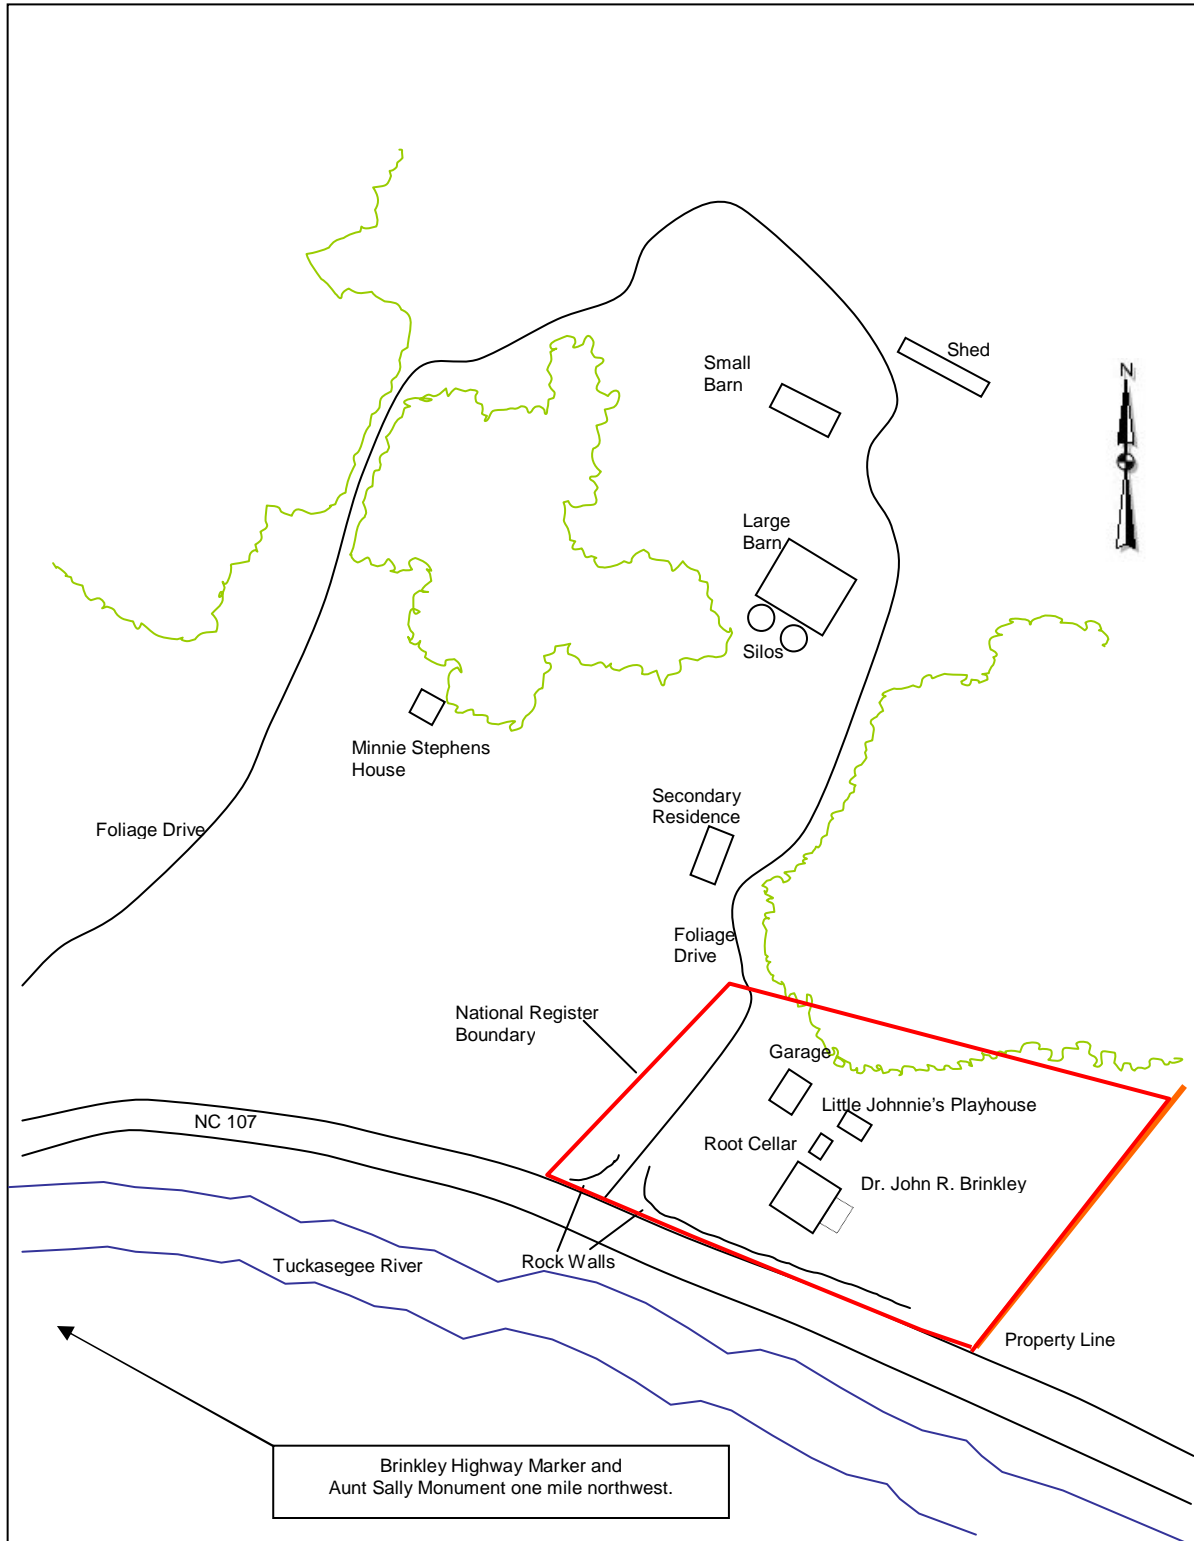 Shed
Small
Barn
N
Large
Barn
Silos
Minnie Stephens
House
Secondary
Residence
Foliage Drive
Foliage
Drive
National Register
Boundary
Garage
Little Johnnie's Playhouse
NC 107
Root Cellar
Dr. John R. Brinkley
Rock Walls
Tuckasegee River
Property Line
Brinkley Highway Marker and
Aunt Sally Monument one mile northwest.